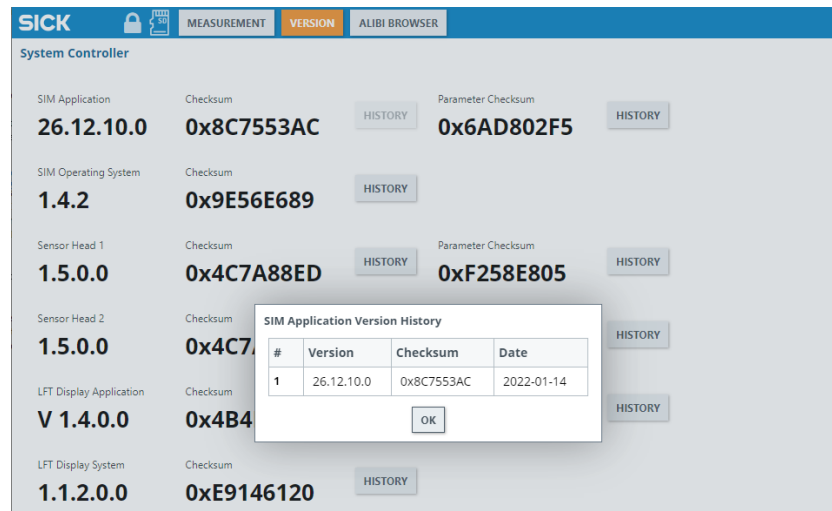 SICK SD MEASUREMENT VERSION ALIBI BROWSER
System Controller
SIM Application Checksum Parameter Checksum
26.12.10.0 0x8C7553AC HISTORY 0x6AD802F5 HISTORY
SIM Operating System Checksum
1.4.2 0x9E56E689 HISTORY
Sensor Head 1 Checksum Parameter Checksum
1.5.0.0 0x4C7A88ED HISTORY 0xF258E805 HISTORY
Sensor Head 2 Checksum
1.5.0.0 0x4C7 HISTORY
SIM Application Version History
# Version Checksum Date
1 26.12.10.0 0x8C7553AC 2022-01-14
OK
LFT Display Application Checksum
V 1.4.0.0 0x4B4 HISTORY
LFT Display System Checksum
1.1.2.0.0 0xE9146120 HISTORY